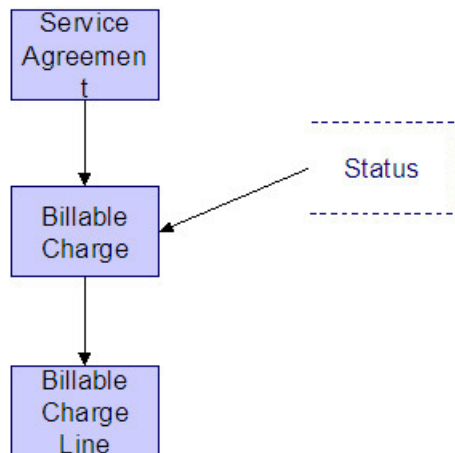 Service
Agreemen
t
Status
Billable
Charge
Billable
Charge
Line